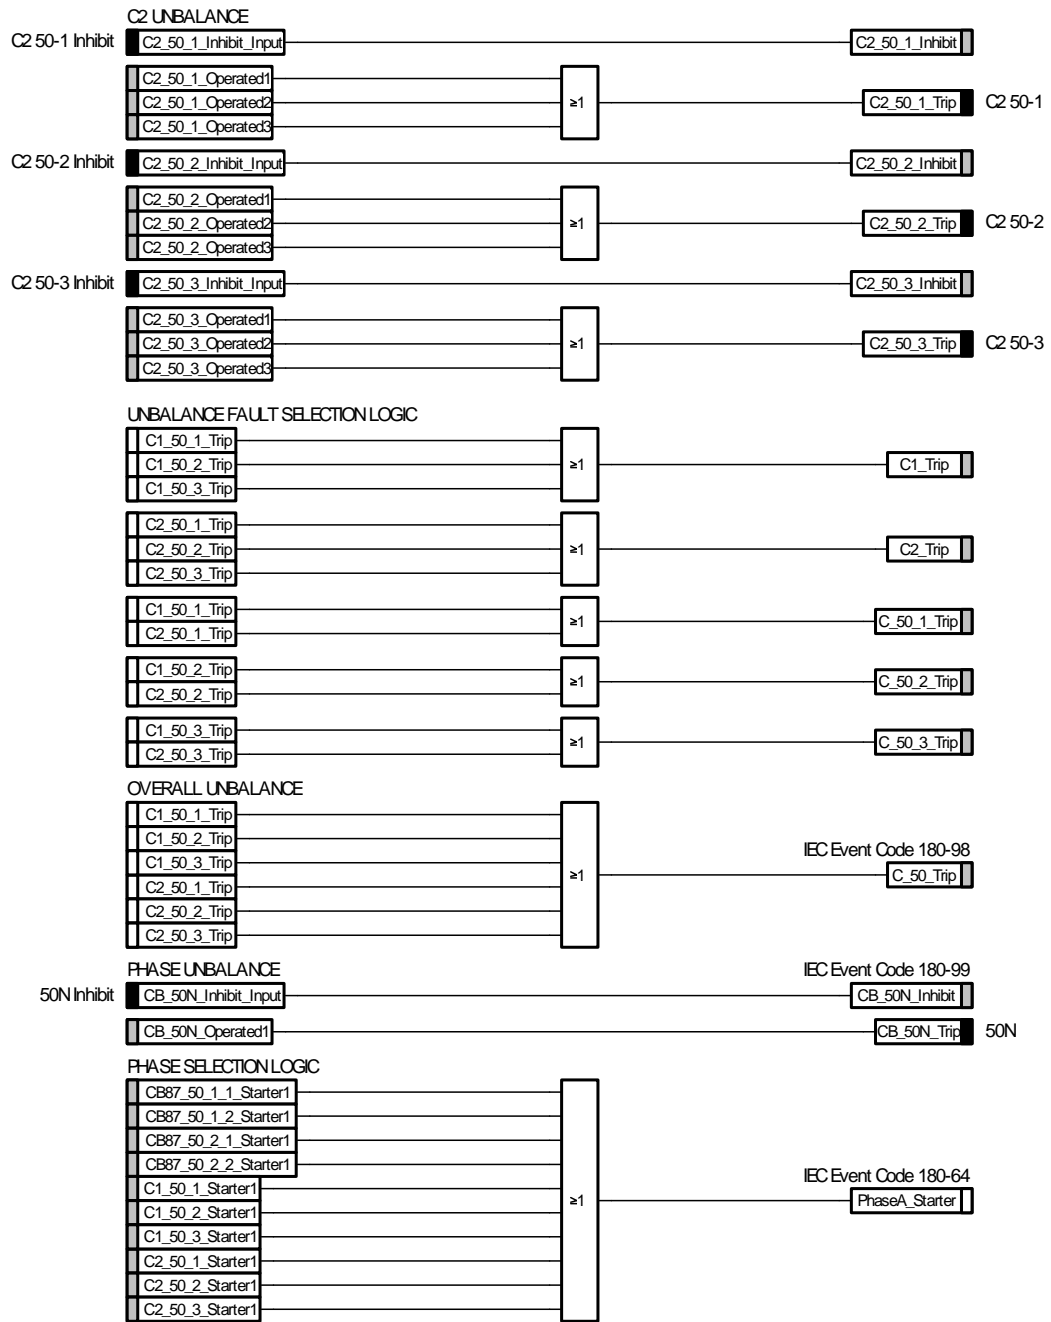 C2 UNBALANCE
C2 50-1 Inhibit C2_50_1_Inhibit_Input C2_50_1_Inhibit
C2_50_1_Operated1
C2_50_1_Operated2 ≥1 C2_50_1_Trip C2 50-1
C2_50_1_Operated3
C2 50-2 Inhibit C2_50_2_Inhibit_Input C2_50_2_Inhibit
C2_50_2_Operated1
C2_50_2_Operated2 ≥1 C2_50_2_Trip C2 50-2
C2_50_2_Operated3
C2 50-3 Inhibit C2_50_3_Inhibit_Input C2_50_3_Inhibit
C2_50_3_Operated1
C2_50_3_Operated2 ≥1 C2_50_3_Trip C2 50-3
C2_50_3_Operated3
UNBALANCE FAULT SELECTION LOGIC
C1_50_1_Trip
C1_50_2_Trip ≥1 C1_Trip
C1_50_3_Trip
C2_50_1_Trip
C2_50_2_Trip ≥1 C2_Trip
C2_50_3_Trip
C1_50_1_Trip
≥1 C_50_1_Trip
C2_50_1_Trip
C1_50_2_Trip
≥1 C_50_2_Trip
C2_50_2_Trip
C1_50_3_Trip
≥1 C_50_3_Trip
C2_50_3_Trip
OVERALL UNBALANCE
C1_50_1_Trip
C1_50_2_Trip
C1_50_3_Trip IEC Event Code 180-98
C2_50_1_Trip ≥1 C_50_Trip
C2_50_2_Trip
C2_50_3_Trip
PHASE UNBALANCE IEC Event Code 180-99
50N Inhibit CB_50N_Inhibit_Input CB_50N_Inhibit
CB_50N_Operated1 CB_50N_Trip 50N
PHASE SELECTION LOGIC
CB87_50_1_1_Starter1
CB87_50_1_2_Starter1
CB87_50_2_1_Starter1
CB87_50_2_2_Starter1
IEC Event Code 180-64
C1_50_1_Starter1
≥1 PhaseA_Starter
C1_50_2_Starter1
C1_50_3_Starter1
C2_50_1_Starter1
C2_50_2_Starter1
C2_50_3_Starter1